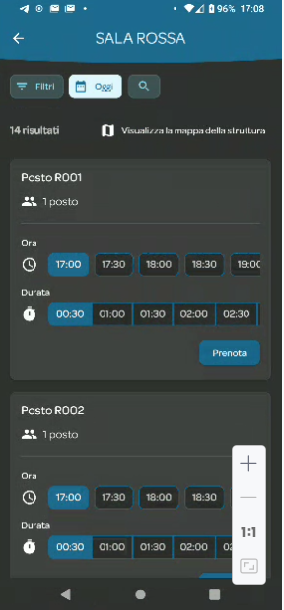 96% 17:08
SALA ROSSA
Filtri
Oggi
14 risultati
Visualizza la mappa della struttura
Posto R001
1 posto
Ora
17:00 17:30 18:00 18:30 19:00
Durata
00:30 01:00 01:30 02:00 02:30
Prenota
Posto R002
1 posto
Ora
17:00 17:30 18:00 18:30
Durata
00:30 01:00 01:30 02:00
1:1